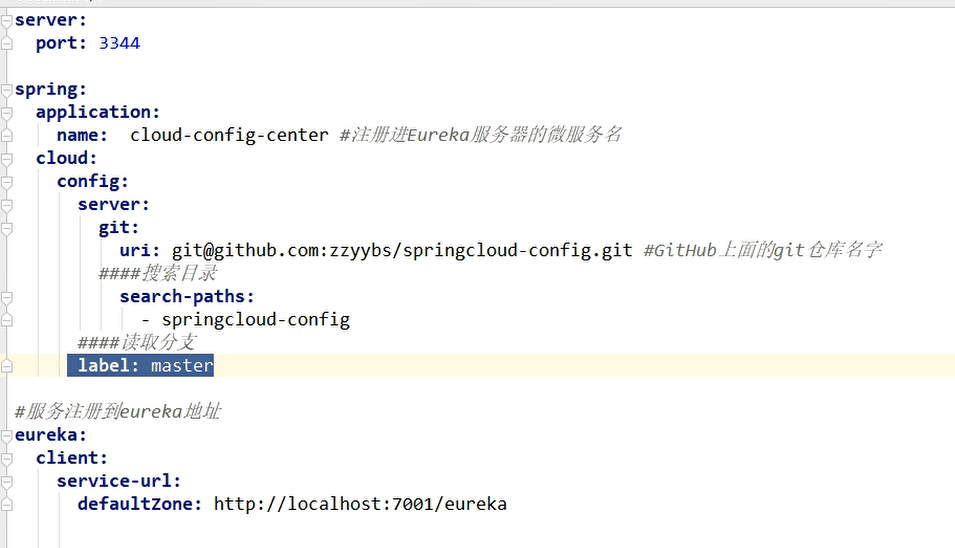 server:
  port: 3344

spring:
  application:
    name:  cloud-config-center #注册进Eureka服务器的微服务名
  cloud:
    config:
      server:
        git:
          uri: git@github.com:zzyybs/springcloud-config.git #GitHub上面的git仓库名字
        ####搜索目录
          search-paths:
            - springcloud-config
      ####读取分支
      label: master

#服务注册到eureka地址
eureka:
  client:
    service-url:
      defaultZone: http://localhost:7001/eureka